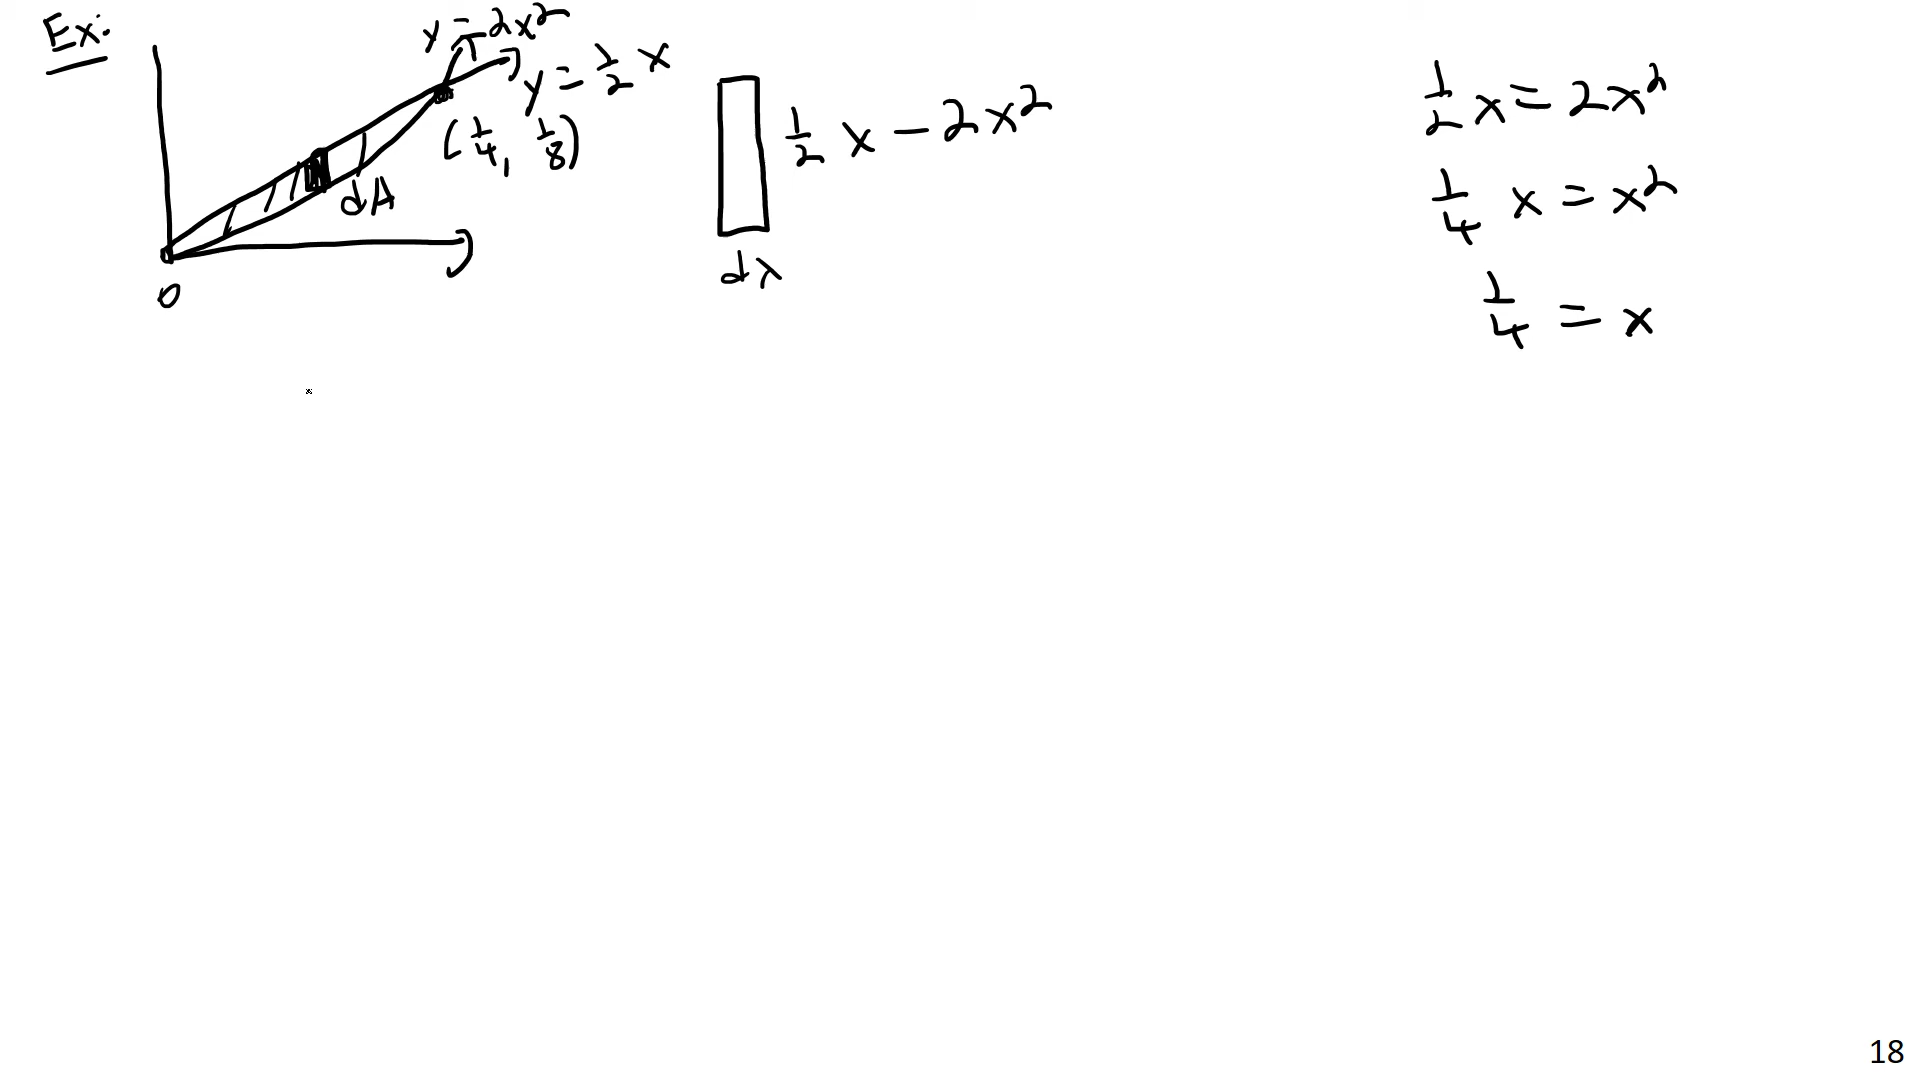 Ex:
y = 2x²
y = ½ x
(¼, ⅛)
dA
0
½ x − 2x²
dx
½ x = 2x²
¼ x = x²
¼ = x
18